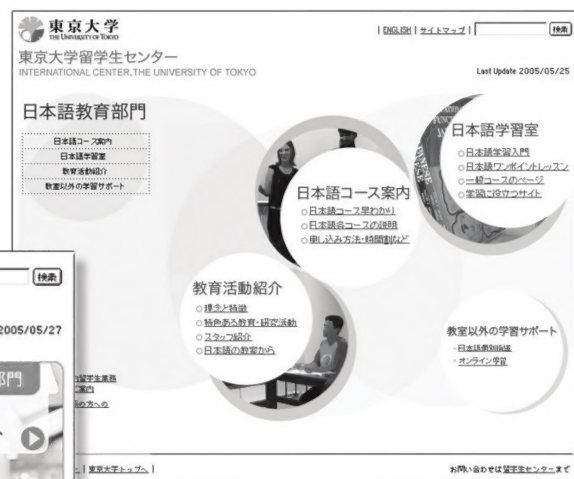 東京大学
THE UNIVERSITY OF TOKYO
| ENGLISH | サイトマップ |
検索
東京大学留学生センター
INTERNATIONAL CENTER, THE UNIVERSITY OF TOKYO
Last Update 2005/05/25
日本語教育部門
日本語コース案内
日本語学習室
教育活動紹介
教室以外の学習サポート
日本語学習室
○日本語学習入門
○日本語ワンポイントレッスン
○一般コースのページ
○学習に役立つサイト
日本語コース案内
○日本語コース早わかり
○日本語各コースの説明
○申し込み方法・時間割など
教育活動紹介
○理念と特徴
○特色ある教育・研究活動
○スタッフ紹介
○日本語の教室から
教室以外の学習サポート
・日本語個別指導
・オンライン学習
検索
2005/05/27
部門
留学生業務
ご案内
の方への
| 東京大学トップへ |
お問い合わせは留学生センターまで